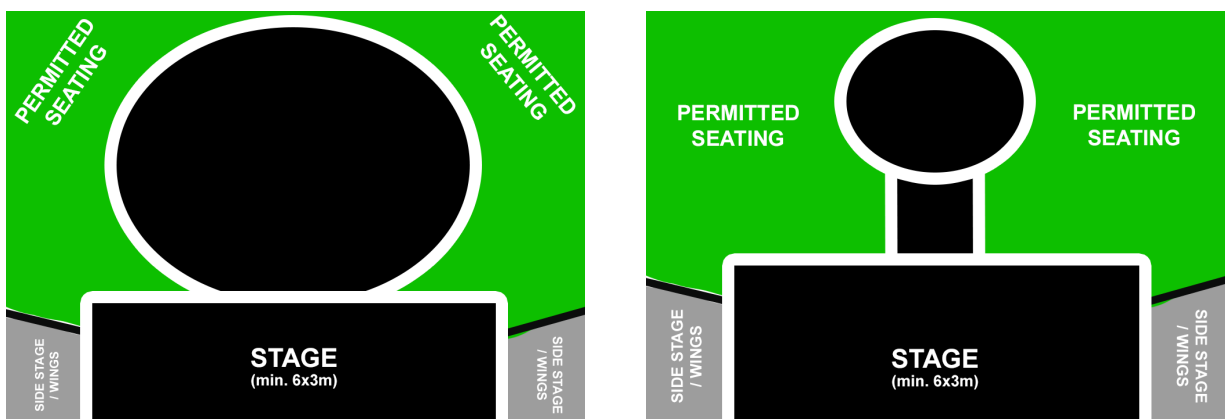 PERMITTED
SEATING
PERMITTED
SEATING
SIDE STAGE
/ WINGS
STAGE
(min. 6x3m)
SIDE STAGE
/ WINGS
PERMITTED
SEATING
PERMITTED
SEATING
SIDE STAGE
/ WINGS
STAGE
(min. 6x3m)
SIDE STAGE
/ WINGS